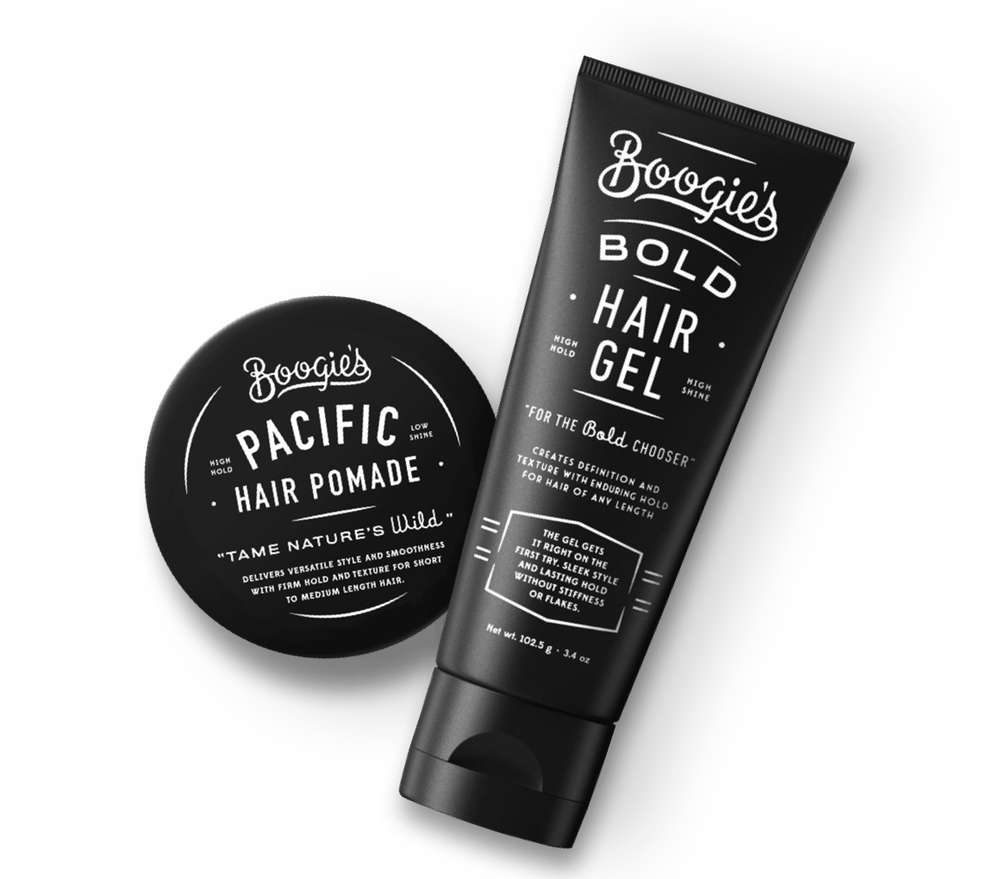 Boogie's
PACIFIC
HIGH
HOLD
LOW
SHINE
HAIR POMADE
"TAME NATURE'S Wild"
DELIVERS VERSATILE STYLE AND SMOOTHNESS
WITH FIRM HOLD AND TEXTURE FOR SHORT
TO MEDIUM LENGTH HAIR.
Boogie's
BOLD
HAIR
GEL
HIGH
HOLD
HIGH
SHINE
"FOR THE Bold CHOOSER"
CREATES DEFINITION AND
TEXTURE WITH ENDURING HOLD
FOR HAIR OF ANY LENGTH
THE GEL GETS
IT RIGHT ON THE
FIRST TRY. SLEEK STYLE
AND LASTING HOLD
WITHOUT STIFFNESS
OR FLAKES.
Net wt. 102.5 g · 3.4 oz